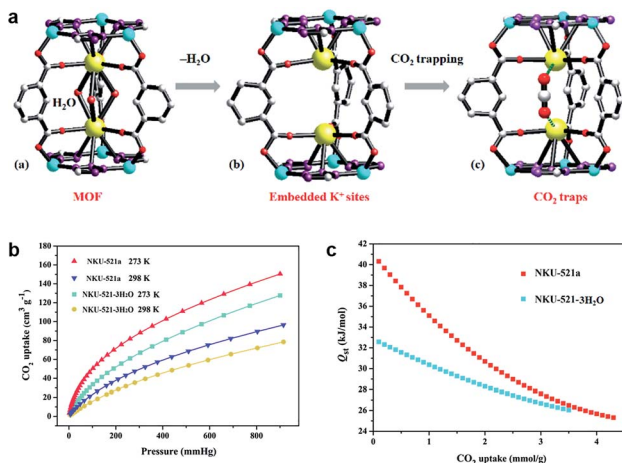 a
–H₂O
CO₂ trapping
H₂O
(a)
(b)
(c)
MOF
Embedded K⁺ sites
CO₂ traps
b
180
160
140
120
100
80
60
40
20
0
CO₂ uptake (cm³ g⁻¹)
NKU-521a 273 K
NKU-521a 298 K
NKU-521-3H₂O 273 K
NKU-521-3H₂O 298 K
0 200 400 600 800
Pressure (mmHg)
c
42
40
38
36
34
32
30
28
26
24
Qst (kJ/mol)
NKU-521a
NKU-521-3H₂O
0 1 2 3 4
CO₂ uptake (mmol/g)